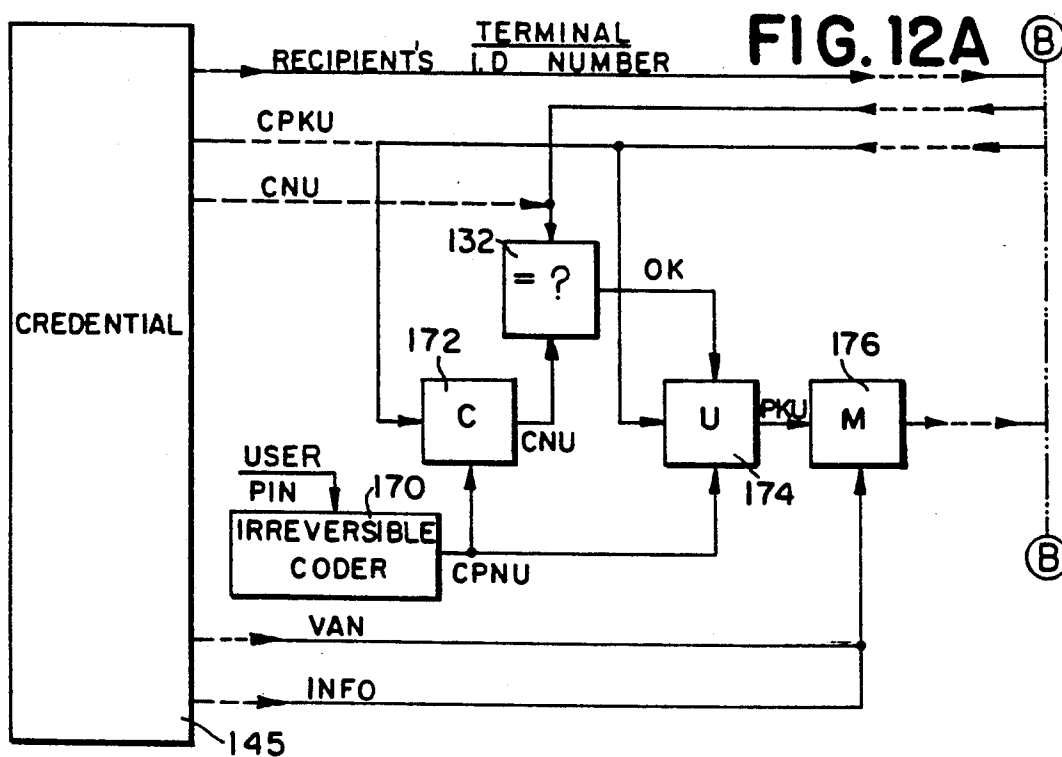 FIG. 12A
B
TERMINAL
RECIPIENT'S I.D NUMBER
CPKU
CNU
132
= ?
OK
CREDENTIAL
172
C
CNU
U
PKU
174
176
M
USER
PIN
170
IRREVERSIBLE
CODER
CPNU
B
VAN
INFO
145